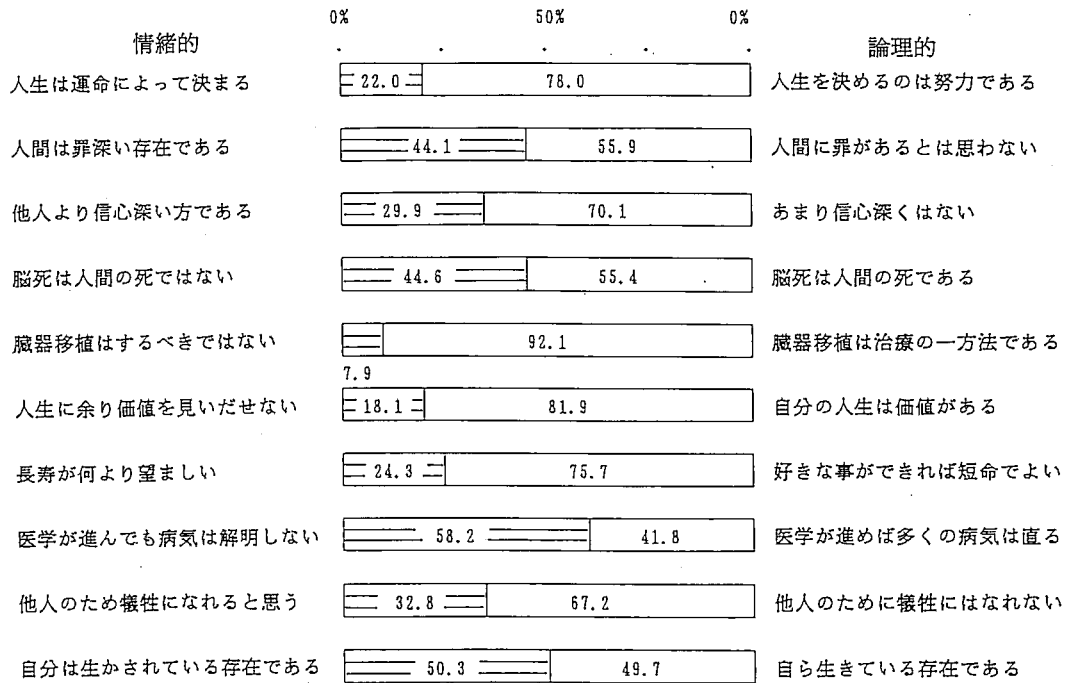 0% 50% 0%
情緒的 論理的
人生は運命によって決まる 22.0 78.0 人生を決めるのは努力である
人間は罪深い存在である 44.1 55.9 人間に罪があるとは思わない
他人より信心深い方である 29.9 70.1 あまり信心深くはない
脳死は人間の死ではない 44.6 55.4 脳死は人間の死である
臓器移植はするべきではない 92.1 臓器移植は治療の一方法である
7.9
人生に余り価値を見いだせない 18.1 81.9 自分の人生は価値がある
長寿が何より望ましい 24.3 75.7 好きな事ができれば短命でよい
医学が進んでも病気は解明しない 58.2 41.8 医学が進めば多くの病気は直る
他人のため犠牲になれると思う 32.8 67.2 他人のために犠牲にはなれない
自分は生かされている存在である 50.3 49.7 自ら生きている存在である